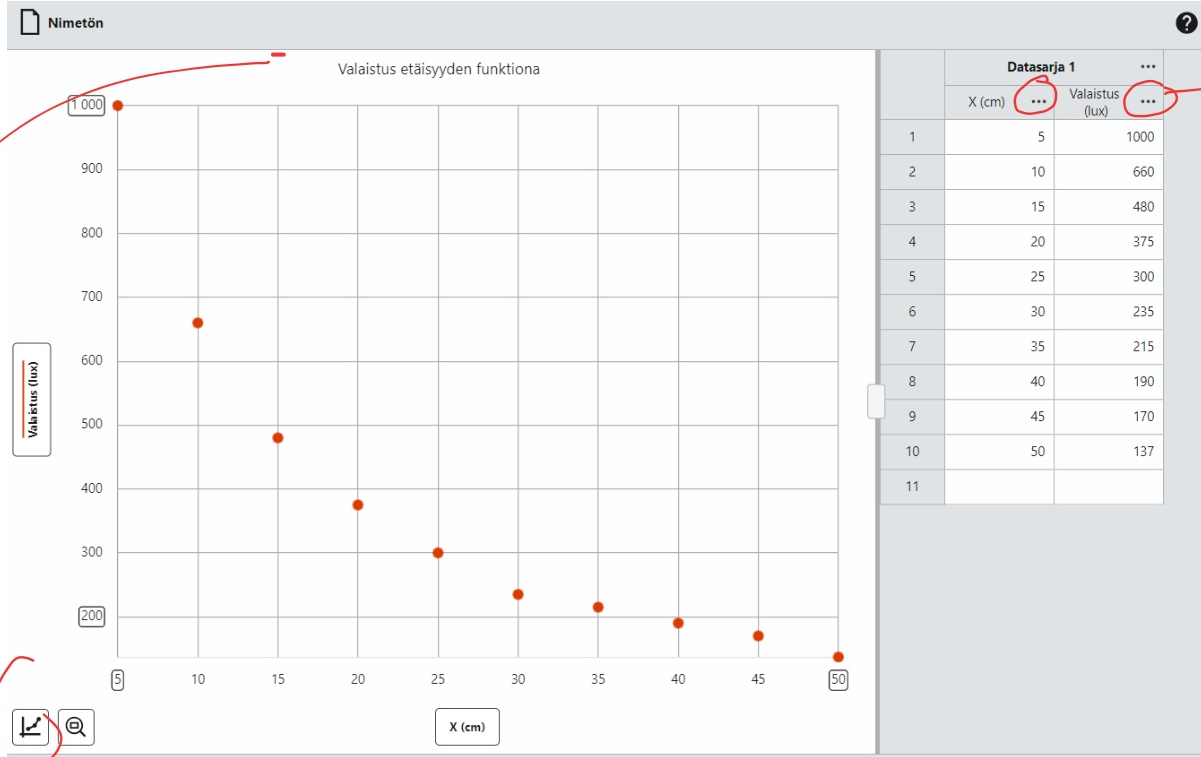 Nimetön
?
Valaistus etäisyyden funktiona
1 000
900
800
700
600
500
400
300
200
Valaistus (lux)
5 10 15 20 25 30 35 40 45 50
X (cm)
Datasarja 1 •••
X (cm) ••• Valaistus (lux) •••
1 5 1000
2 10 660
3 15 480
4 20 375
5 25 300
6 30 235
7 35 215
8 40 190
9 45 170
10 50 137
11